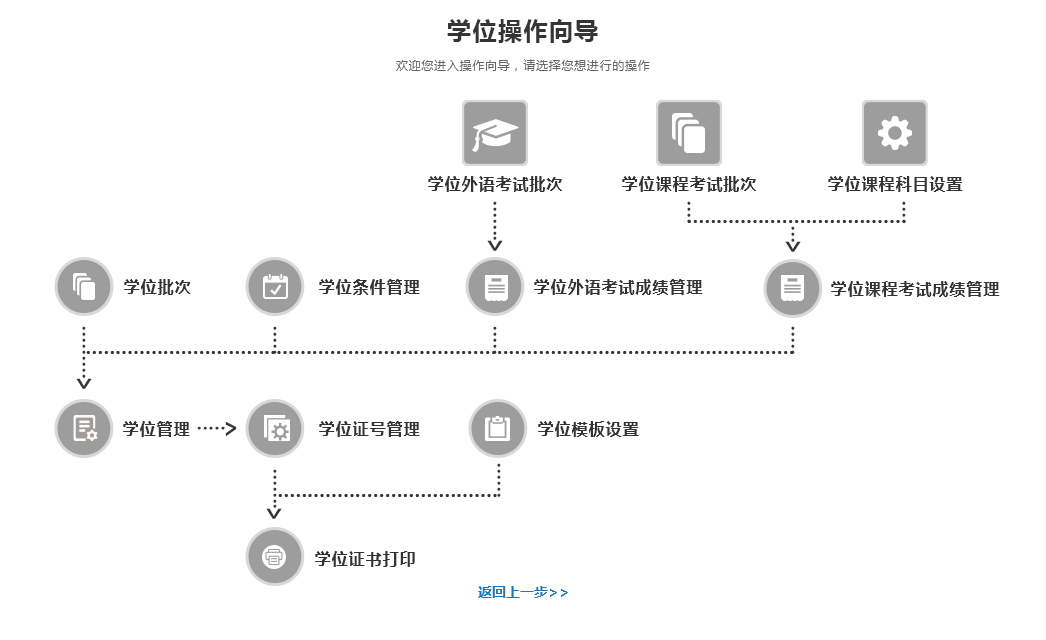 学位操作向导
欢迎您进入操作向导，请选择您想进行的操作
学位外语考试批次
学位课程考试批次
学位课程科目设置
学位批次
学位条件管理
学位外语考试成绩管理
学位课程考试成绩管理
学位管理
学位证号管理
学位模板设置
学位证书打印
返回上一步>>